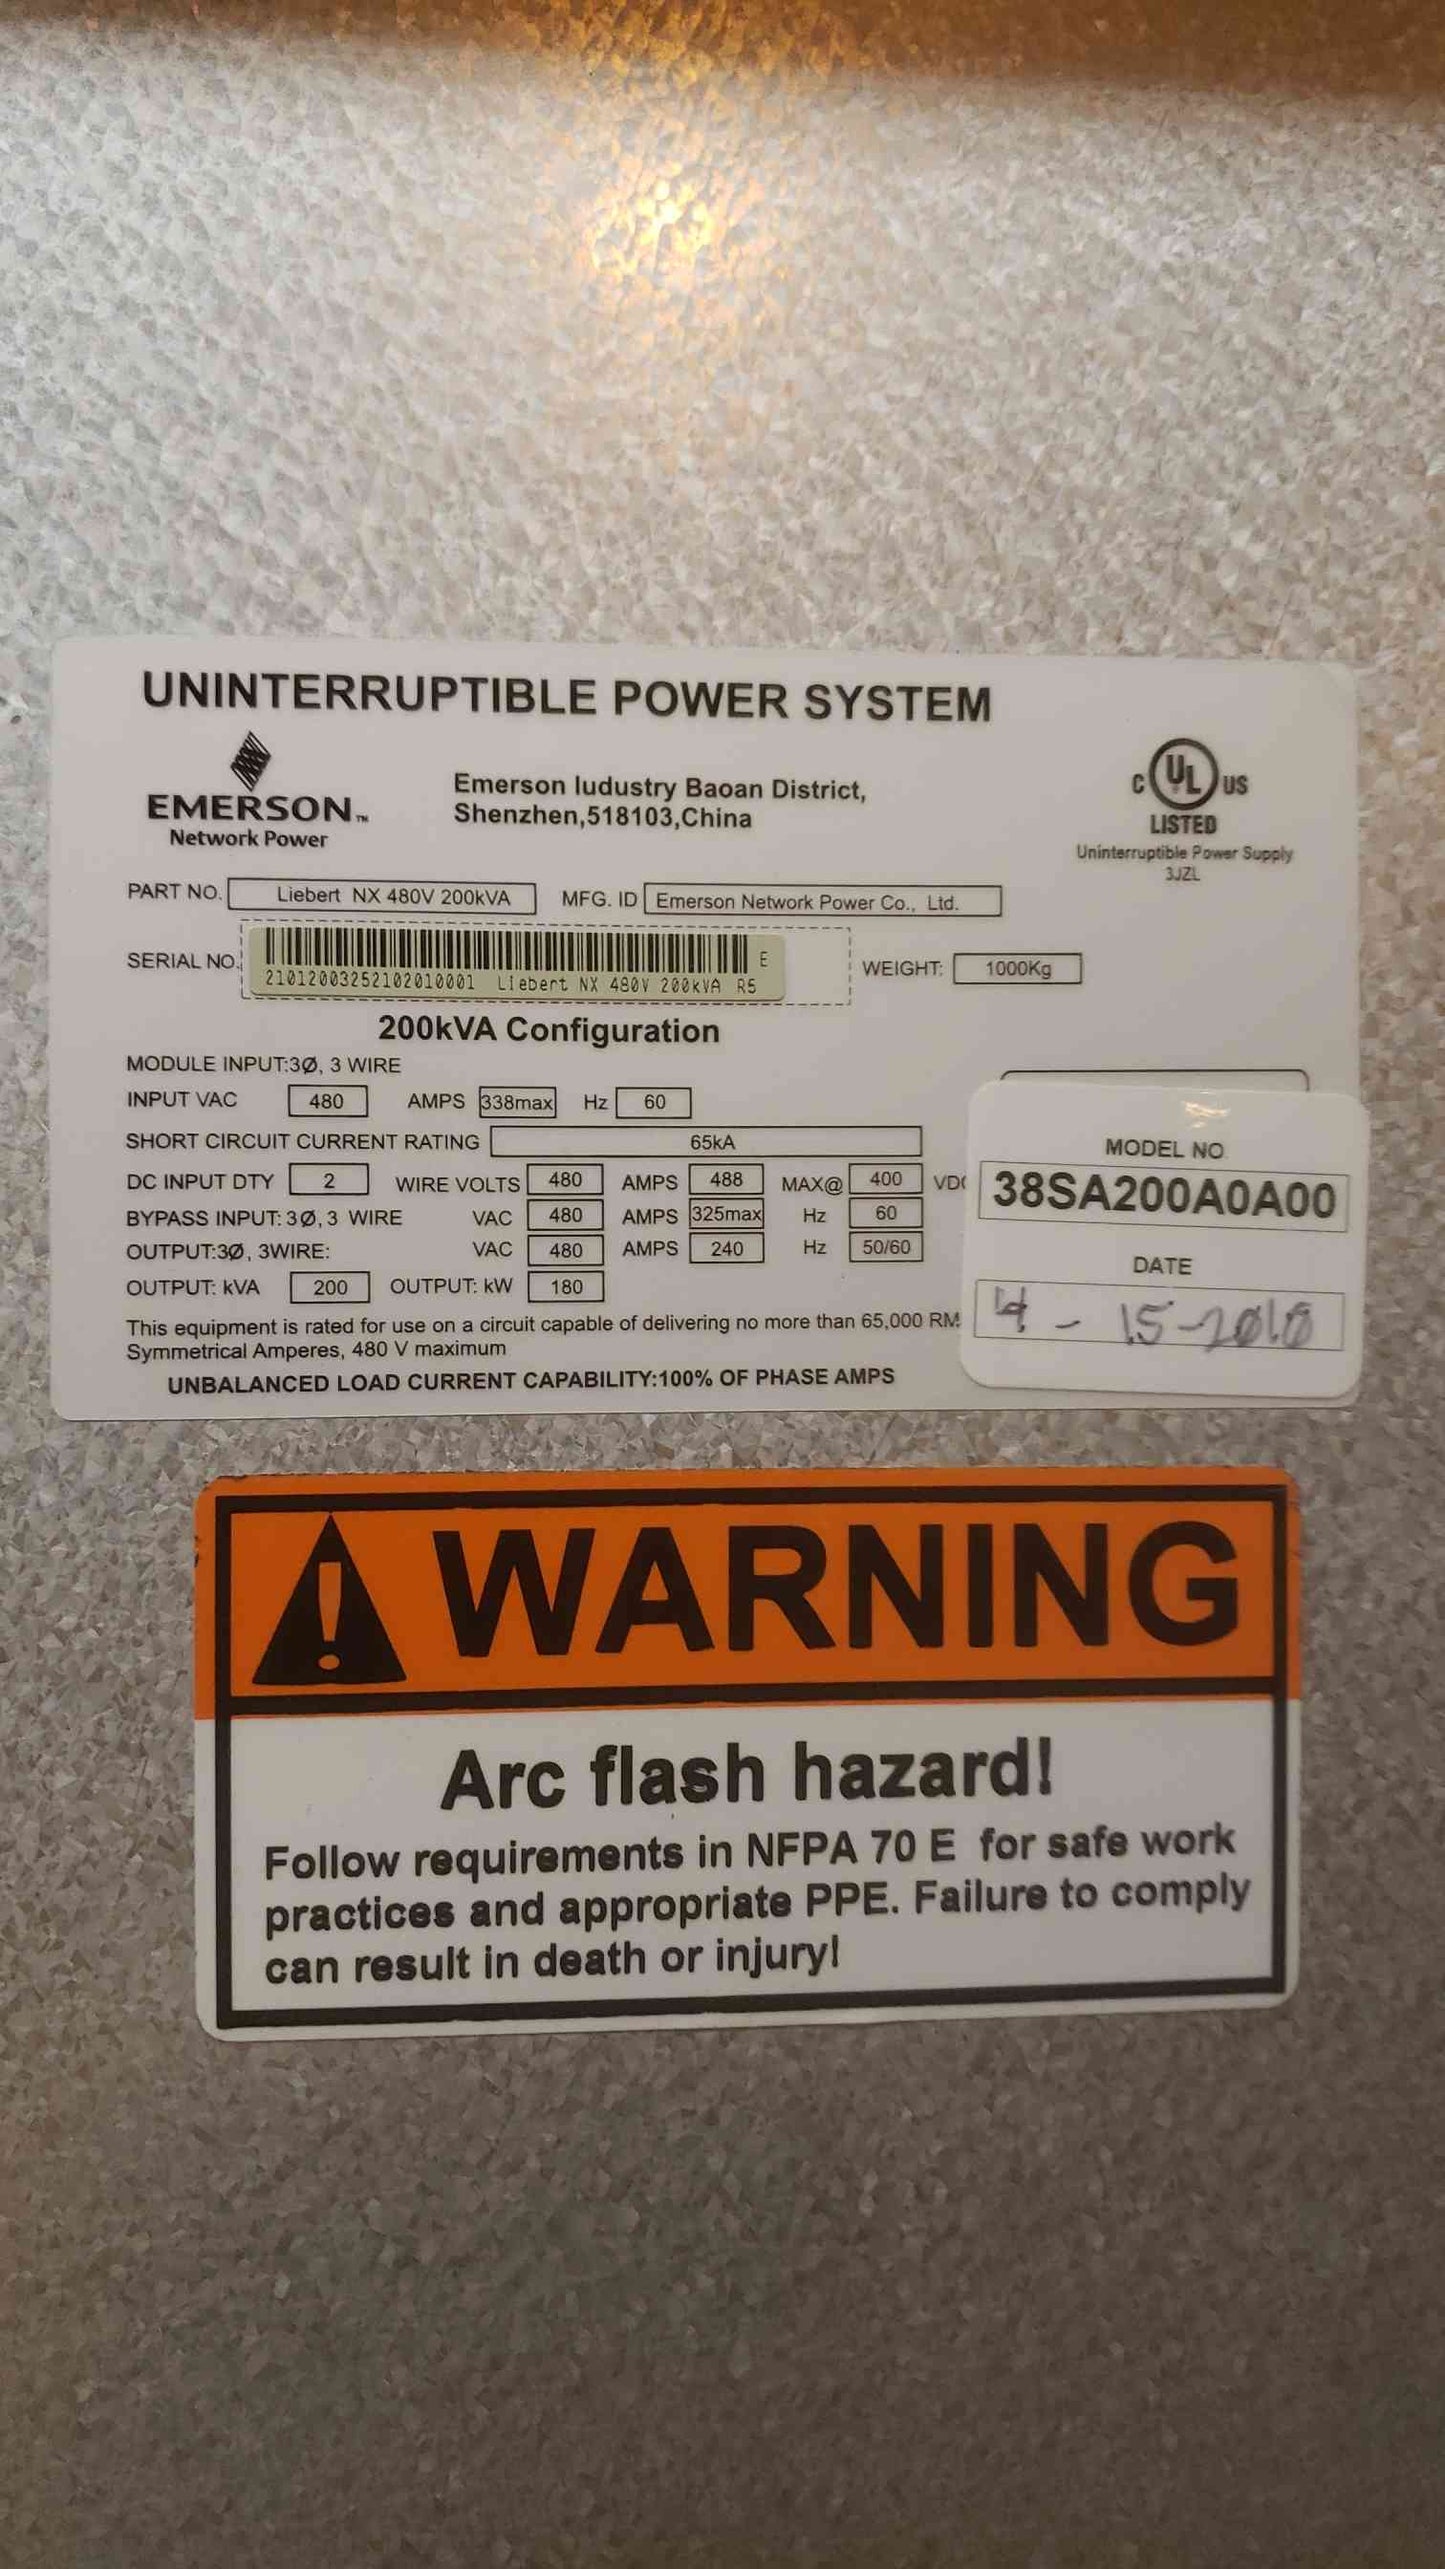 UNINTERRUPTIBLE POWER SYSTEM
EMERSON™
Network Power
Emerson Iudustry Baoan District,
Shenzhen,518103,China
C UL US
LISTED
Uninterruptible Power Supply
3JZL
PART NO. Liebert NX 480V 200kVA MFG. ID Emerson Network Power Co., Ltd.
SERIAL NO. E
21012003252102010001 Liebert NX 480V 200kVA R5
WEIGHT: 1000Kg
200kVA Configuration
MODULE INPUT:3Ø, 3 WIRE
INPUT VAC 480 AMPS 338max Hz 60
SHORT CIRCUIT CURRENT RATING 65kA
DC INPUT DTY 2 WIRE VOLTS 480 AMPS 488 MAX@ 400 VDC
BYPASS INPUT: 3Ø, 3 WIRE VAC 480 AMPS 325max Hz 60
OUTPUT:3Ø, 3WIRE: VAC 480 AMPS 240 Hz 50/60
OUTPUT: kVA 200 OUTPUT: kW 180
This equipment is rated for use on a circuit capable of delivering no more than 65,000 RM
Symmetrical Amperes, 480 V maximum
UNBALANCED LOAD CURRENT CAPABILITY:100% OF PHASE AMPS
MODEL NO
38SA200A0A00
DATE
4 - 15-2010
WARNING
Arc flash hazard!
Follow requirements in NFPA 70 E for safe work
practices and appropriate PPE. Failure to comply
can result in death or injury!